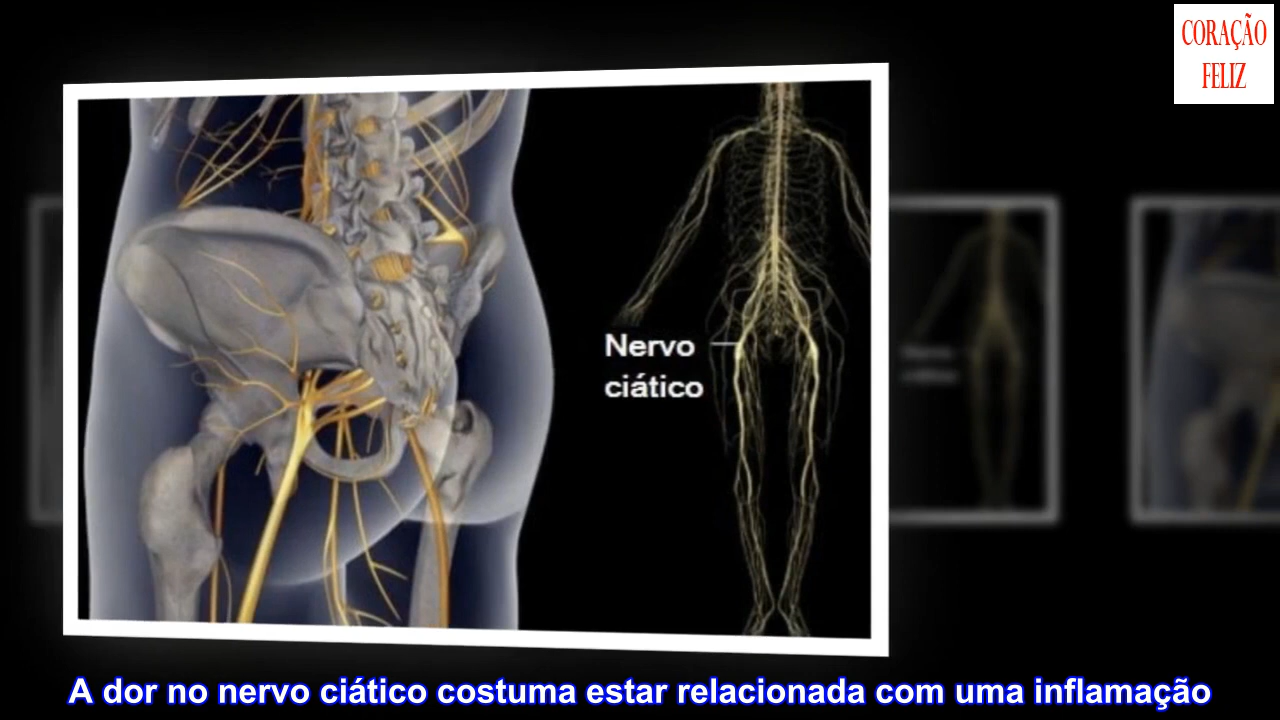 CORAÇÃO
FELIZ
Nervo
ciático
A dor no nervo ciático costuma estar relacionada com uma inflamação